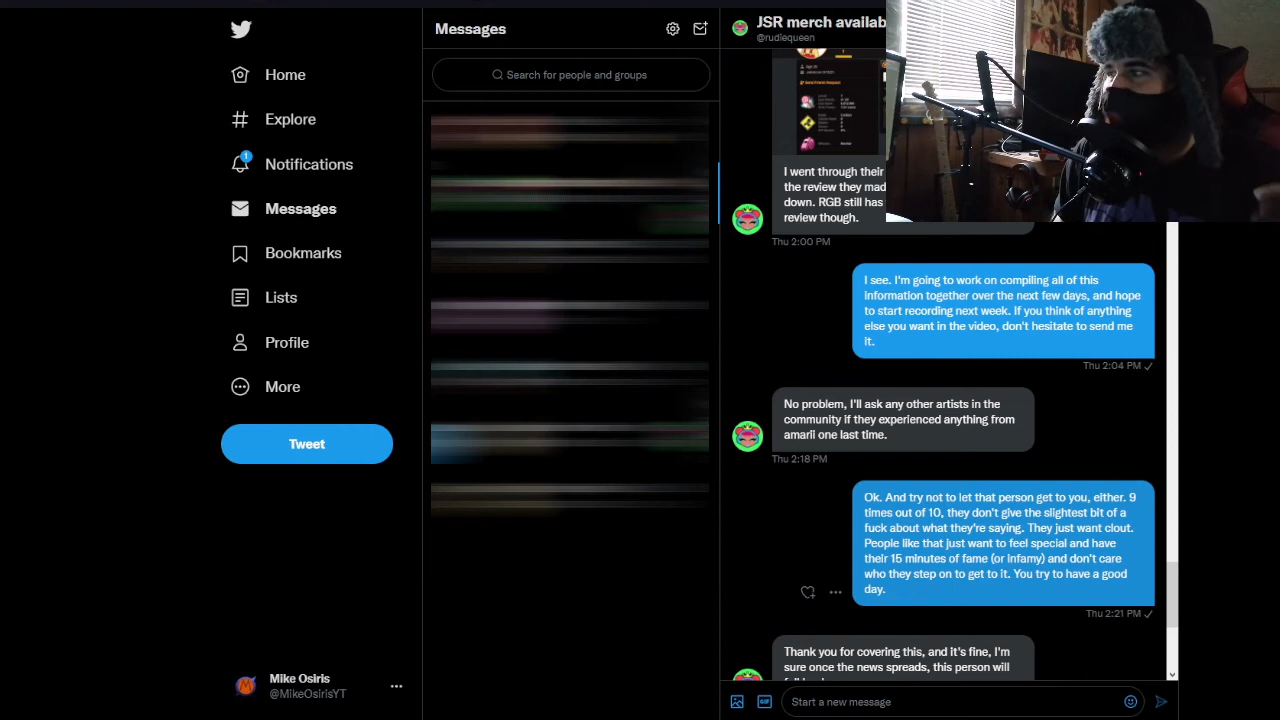 Home
Explore
1
Notifications
Messages
Bookmarks
Lists
Profile
More
Tweet
Mike Osiris
@MikeOsirisYT
Messages
Search for people and groups
JSR merch availab
@rudiequeen
I went through their
the review they mad
down. RGB still has
review though.
Thu 2:00 PM
I see. I'm going to work on compiling all of this
information together over the next few days, and hope
to start recording next week. If you think of anything
else you want in the video, don't hesitate to send me
it.
Thu 2:04 PM
No problem, I'll ask any other artists in the
community if they experienced anything from
amarii one last time.
Thu 2:18 PM
Ok. And try not to let that person get to you, either. 9
times out of 10, they don't give the slightest bit of a
fuck about what they're saying. They just want clout.
People like that just want to feel special and have
their 15 minutes of fame (or infamy) and don't care
who they step on to get to it. You try to have a good
day.
Thu 2:21 PM
Thank you for covering this, and it's fine, I'm
sure once the news spreads, this person will
GIF
Start a new message